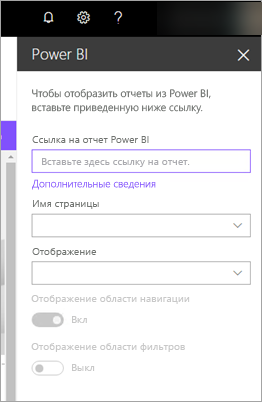 Power BI
Чтобы отобразить отчеты из Power BI,
вставьте приведенную ниже ссылку.
Ссылка на отчет Power BI
Вставьте здесь ссылку на отчет.
Дополнительные сведения
Имя страницы
Отображение
Отображение области навигации
Вкл
Отображение области фильтров
Выкл